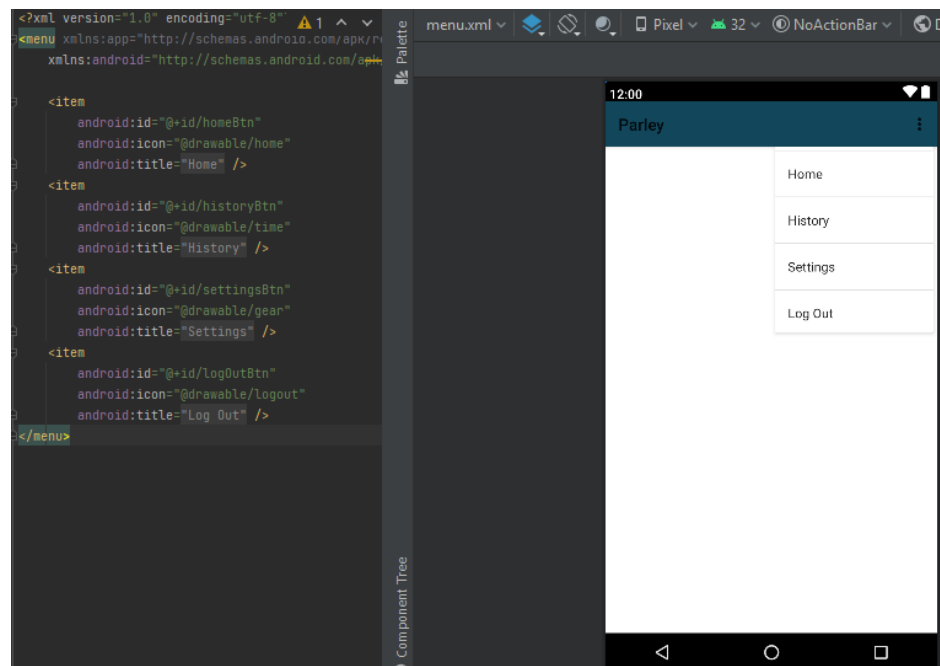 <?xml version="1.0" encoding="utf-8"
1
<menu xmlns:app="http://schemas.android.com/apk/
xmlns:android="http://schemas.android.com/apk
<item
android:id="@+id/homeBtn"
android:icon="@drawable/home"
android:title="Home" />
<item
android:id="@+id/historyBtn"
android:icon="@drawable/time"
android:title="History" />
<item
android:id="@+id/settingsBtn"
android:icon="@drawable/gear"
android:title="Settings" />
<item
android:id="@+id/logOutBtn"
android:icon="@drawable/logout"
android:title="Log Out" />
</menu>
Palette
Component Tree
menu.xml
Pixel
32
NoActionBar
12:00
Parley
Home
History
Settings
Log Out